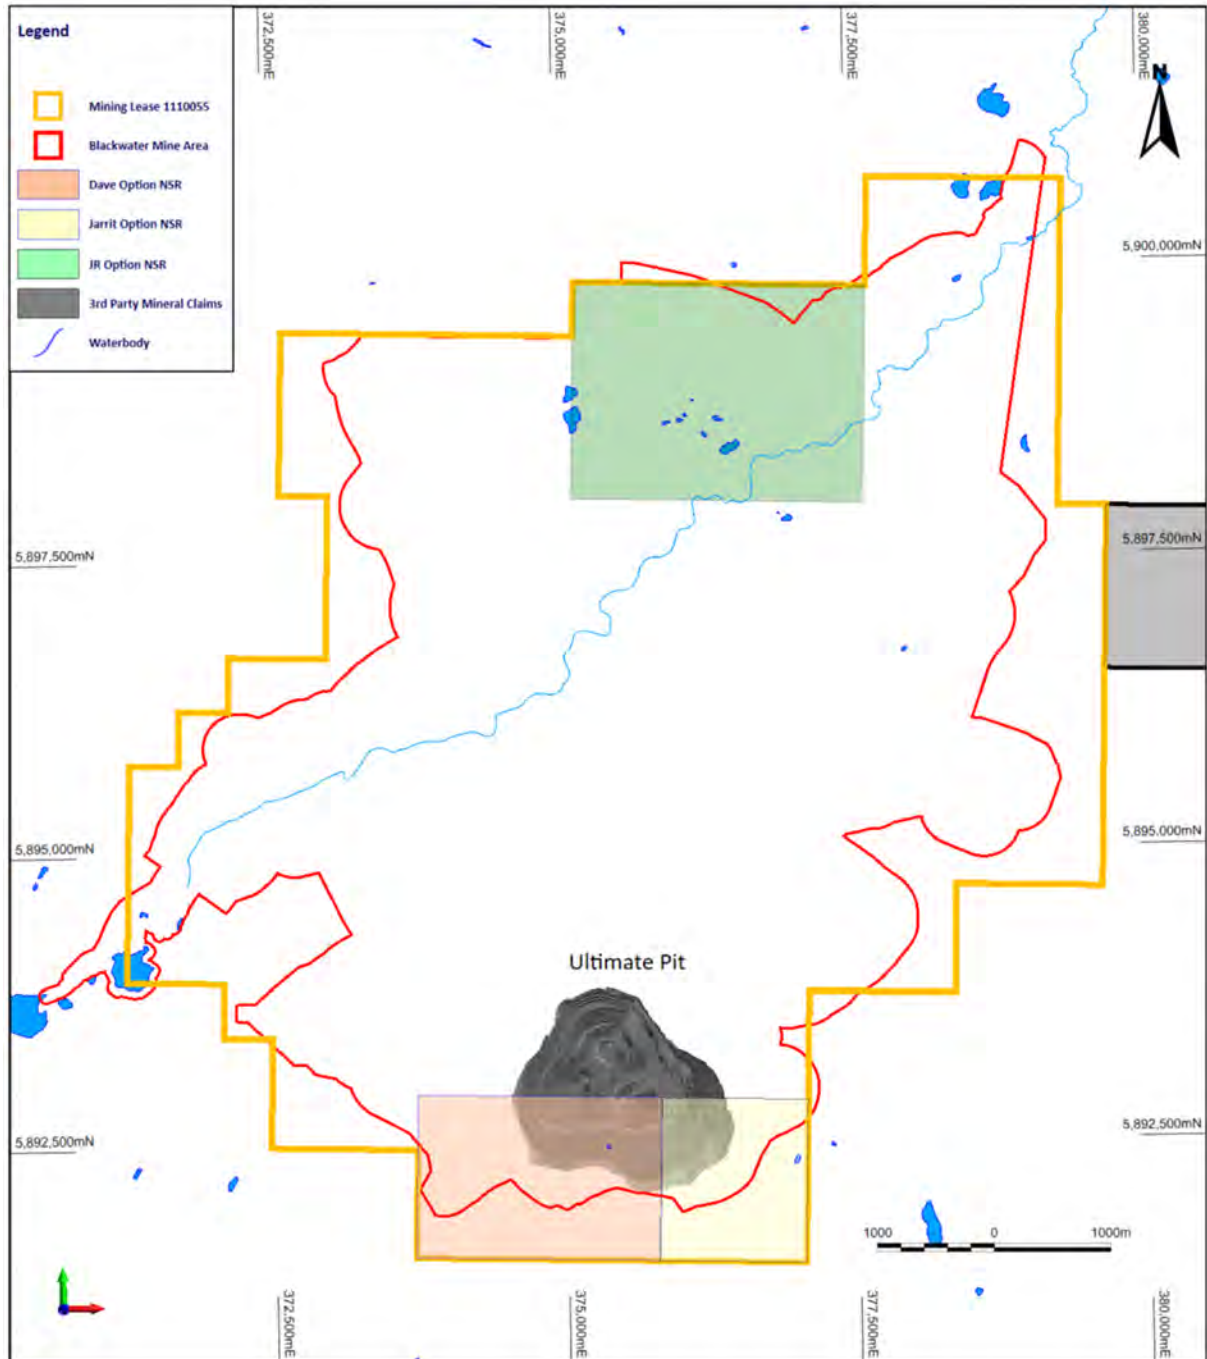 Legend
Mining Lease 1110055
Blackwater Mine Area
Dave Option NSR
Jarrit Option NSR
JR Option NSR
3rd Party Mineral Claims
Waterbody
372,500mE
375,000mE
377,500mE
380,000mE
N
5,900,000mN
5,897,500mN
5,897,500mN
5,895,000mN
5,895,000mN
Ultimate Pit
5,892,500mN
5,892,500mN
1000 0 1000m
372,500mE
375,000mE
377,500mE
380,000mE